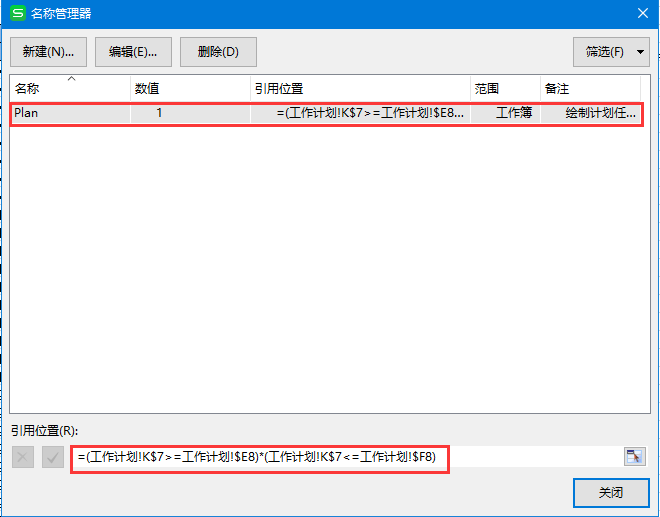 S 名称管理器
新建(N)... 编辑(E)... 删除(D) 筛选(F)
名称 数值 引用位置 范围 备注
Plan 1 =(工作计划!K$7>=工作计划!$E8... 工作簿 绘制计划任...
引用位置(R):
=(工作计划!K$7>=工作计划!$E8)*(工作计划!K$7<=工作计划!$F8)
关闭